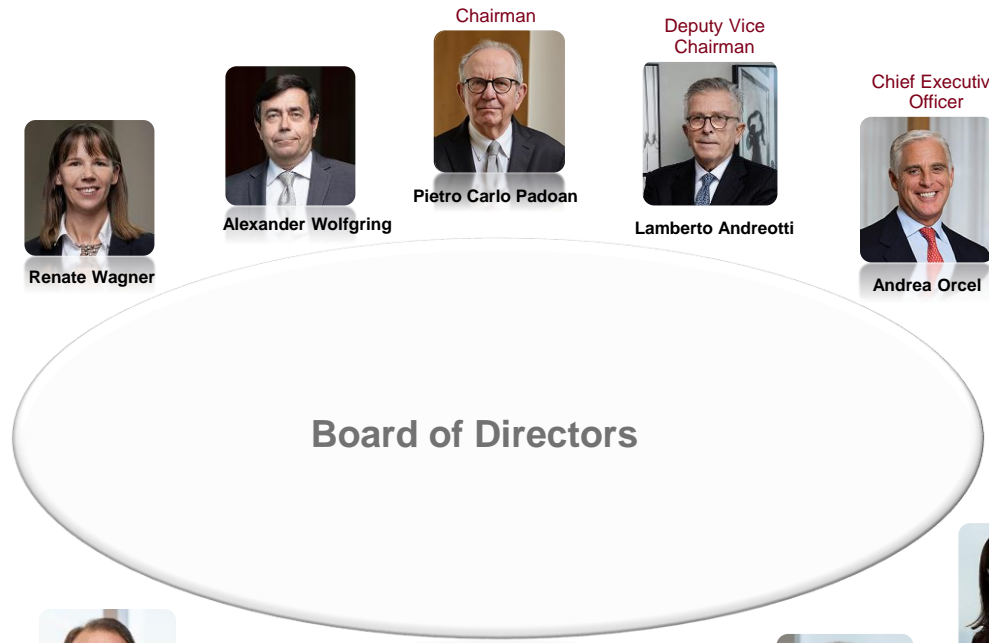 Chairman
Deputy Vice
Chairman
Chief Executiv
Officer
Pietro Carlo Padoan
Alexander Wolfgring
Lamberto Andreotti
Renate Wagner
Andrea Orcel
Board of Directors